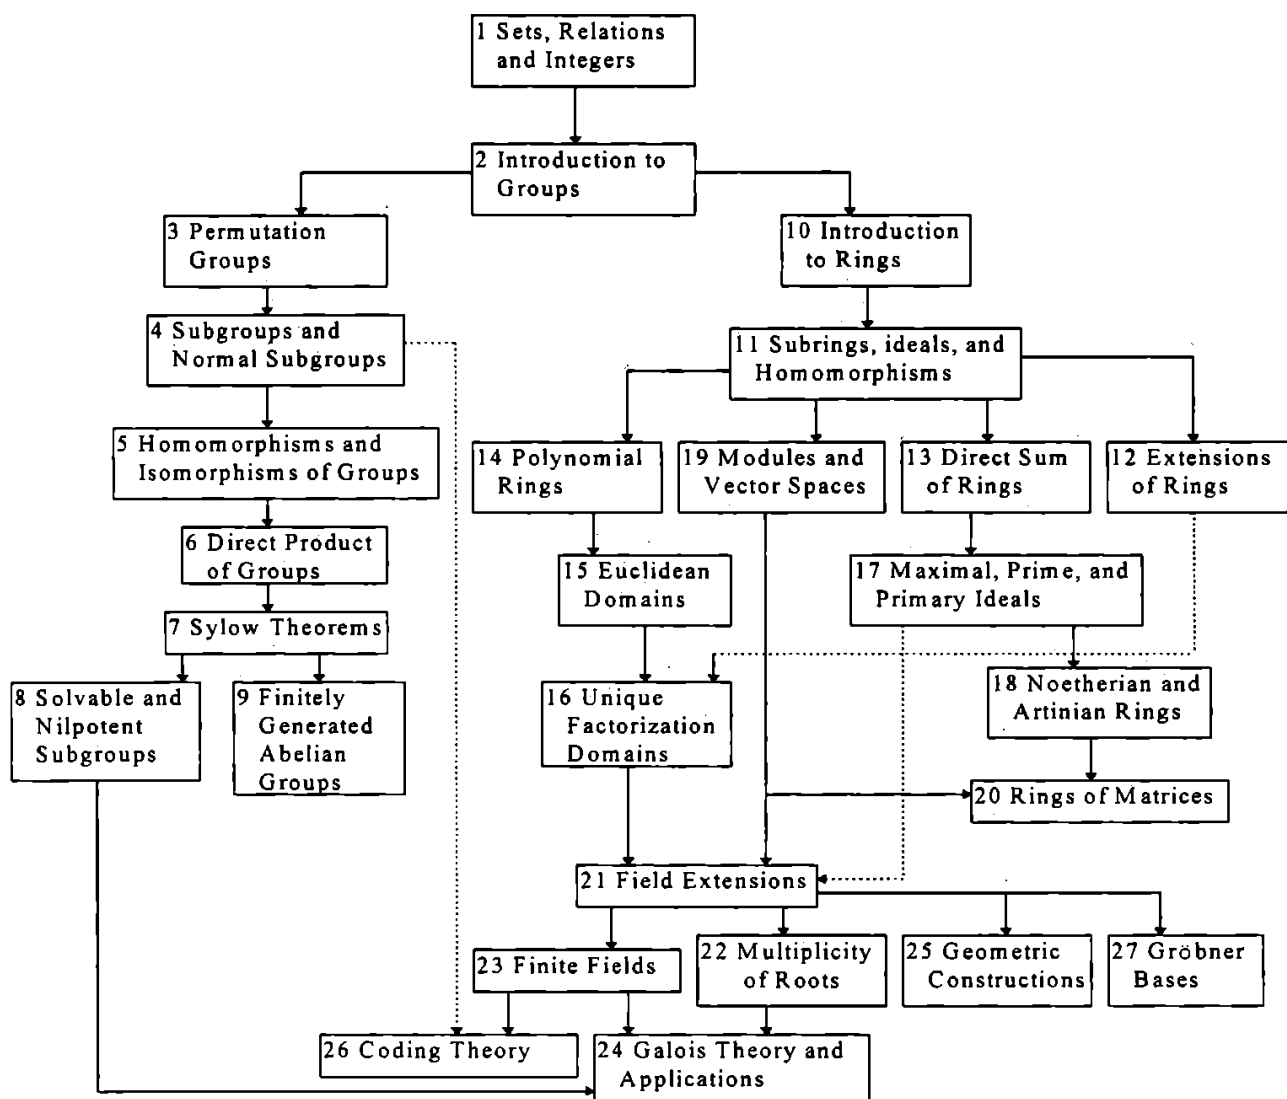 1 Sets, Relations
and Integers
2 Introduction to
Groups
3 Permutation
Groups
10 Introduction
to Rings
4 Subgroups and
Normal Subgroups
11 Subrings, ideals, and
Homomorphisms
5 Homomorphisms and
Isomorphisms of Groups
14 Polynomial
Rings
19 Modules and
Vector Spaces
13 Direct Sum
of Rings
12 Extensions
of Rings
6 Direct Product
of Groups
15 Euclidean
Domains
17 Maximal, Prime, and
Primary Ideals
7 Sylow Theorems
8 Solvable and
Nilpotent
Subgroups
9 Finitely
Generated
Abelian
Groups
16 Unique
Factorization
Domains
18 Noetherian and
Artinian Rings
20 Rings of Matrices
21 Field Extensions
23 Finite Fields
22 Multiplicity
of Roots
25 Geometric
Constructions
27 Gröbner
Bases
26 Coding Theory
24 Galois Theory and
Applications